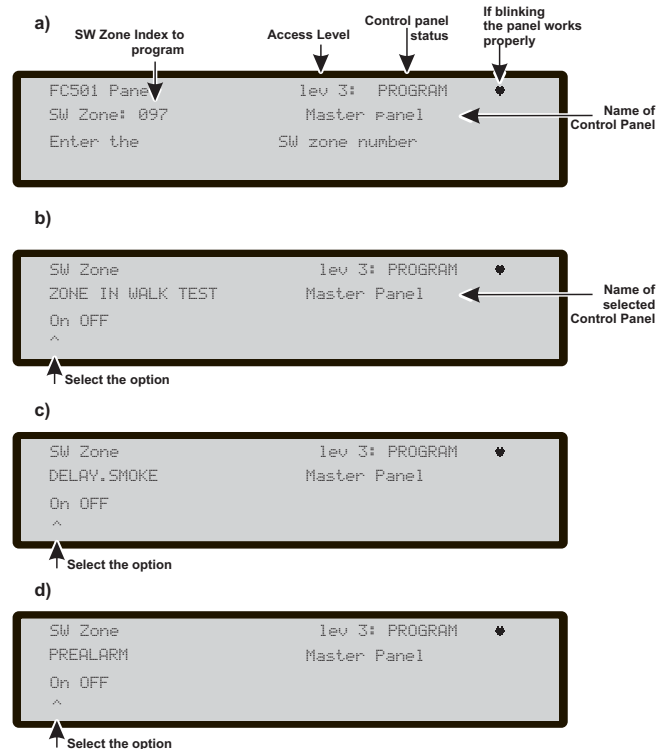 a)
SW Zone Index to
program
Access Level
Control panel
status
If blinking
the panel works
properly
FC501 Pane lev 3: PROGRAM
SW Zone: 097 Master panel
Enter the SW zone number
Name of
Control Panel
b)
SW Zone lev 3: PROGRAM
ZONE IN WALK TEST Master Panel
On OFF
^
Name of
selected
Control Panel
Select the option
c)
SW Zone lev 3: PROGRAM
DELAY.SMOKE Master Panel
On OFF
^
Select the option
d)
SW Zone lev 3: PROGRAM
PREALARM Master Panel
On OFF
^
Select the option